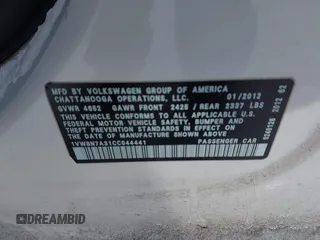 MFD BY VOLKSWAGEN GROUP OF AMERICA
CHATTANOOGA OPERATIONS, LLC. 01/2012
GVWR 4652 GAWR FRONT 2425 / REAR 2337 LBS
THIS VEHICLE CONFORMS TO ALL APPLICABLE U.S.
FEDERAL MOTOR VEHICLE SAFETY, BUMPER
AND THEFT PREVENTION STANDARDS IN EFFECT ON
THE DATE OF MANUFACTURE SHOWN ABOVE
PASSENGER CAR
DREAMBID